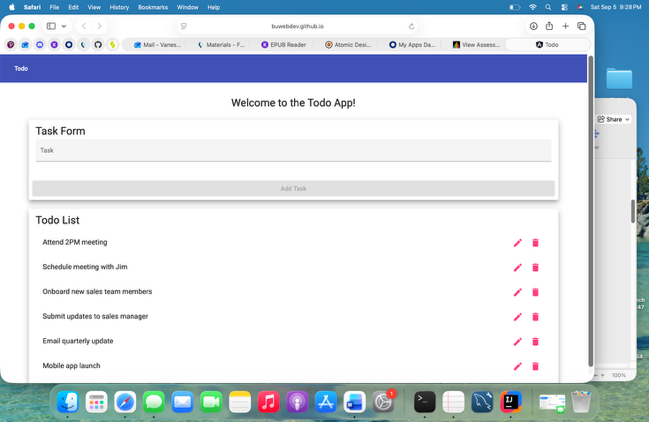 Safari File Edit View History Bookmarks Window Help Sat Sep 5 9:28 PM
buwebdev.github.io
Mail - Vanes... Materials – F... EPUB Reader Atomic Desi... My Apps Da... View Assess... Todo
Todo
Share
Welcome to the Todo App!
Task Form
Task
Add Task
Todo List
Attend 2PM meeting
Schedule meeting with Jim
Onboard new sales team members
Submit updates to sales manager
Email quarterly update
Mobile app launch
100%